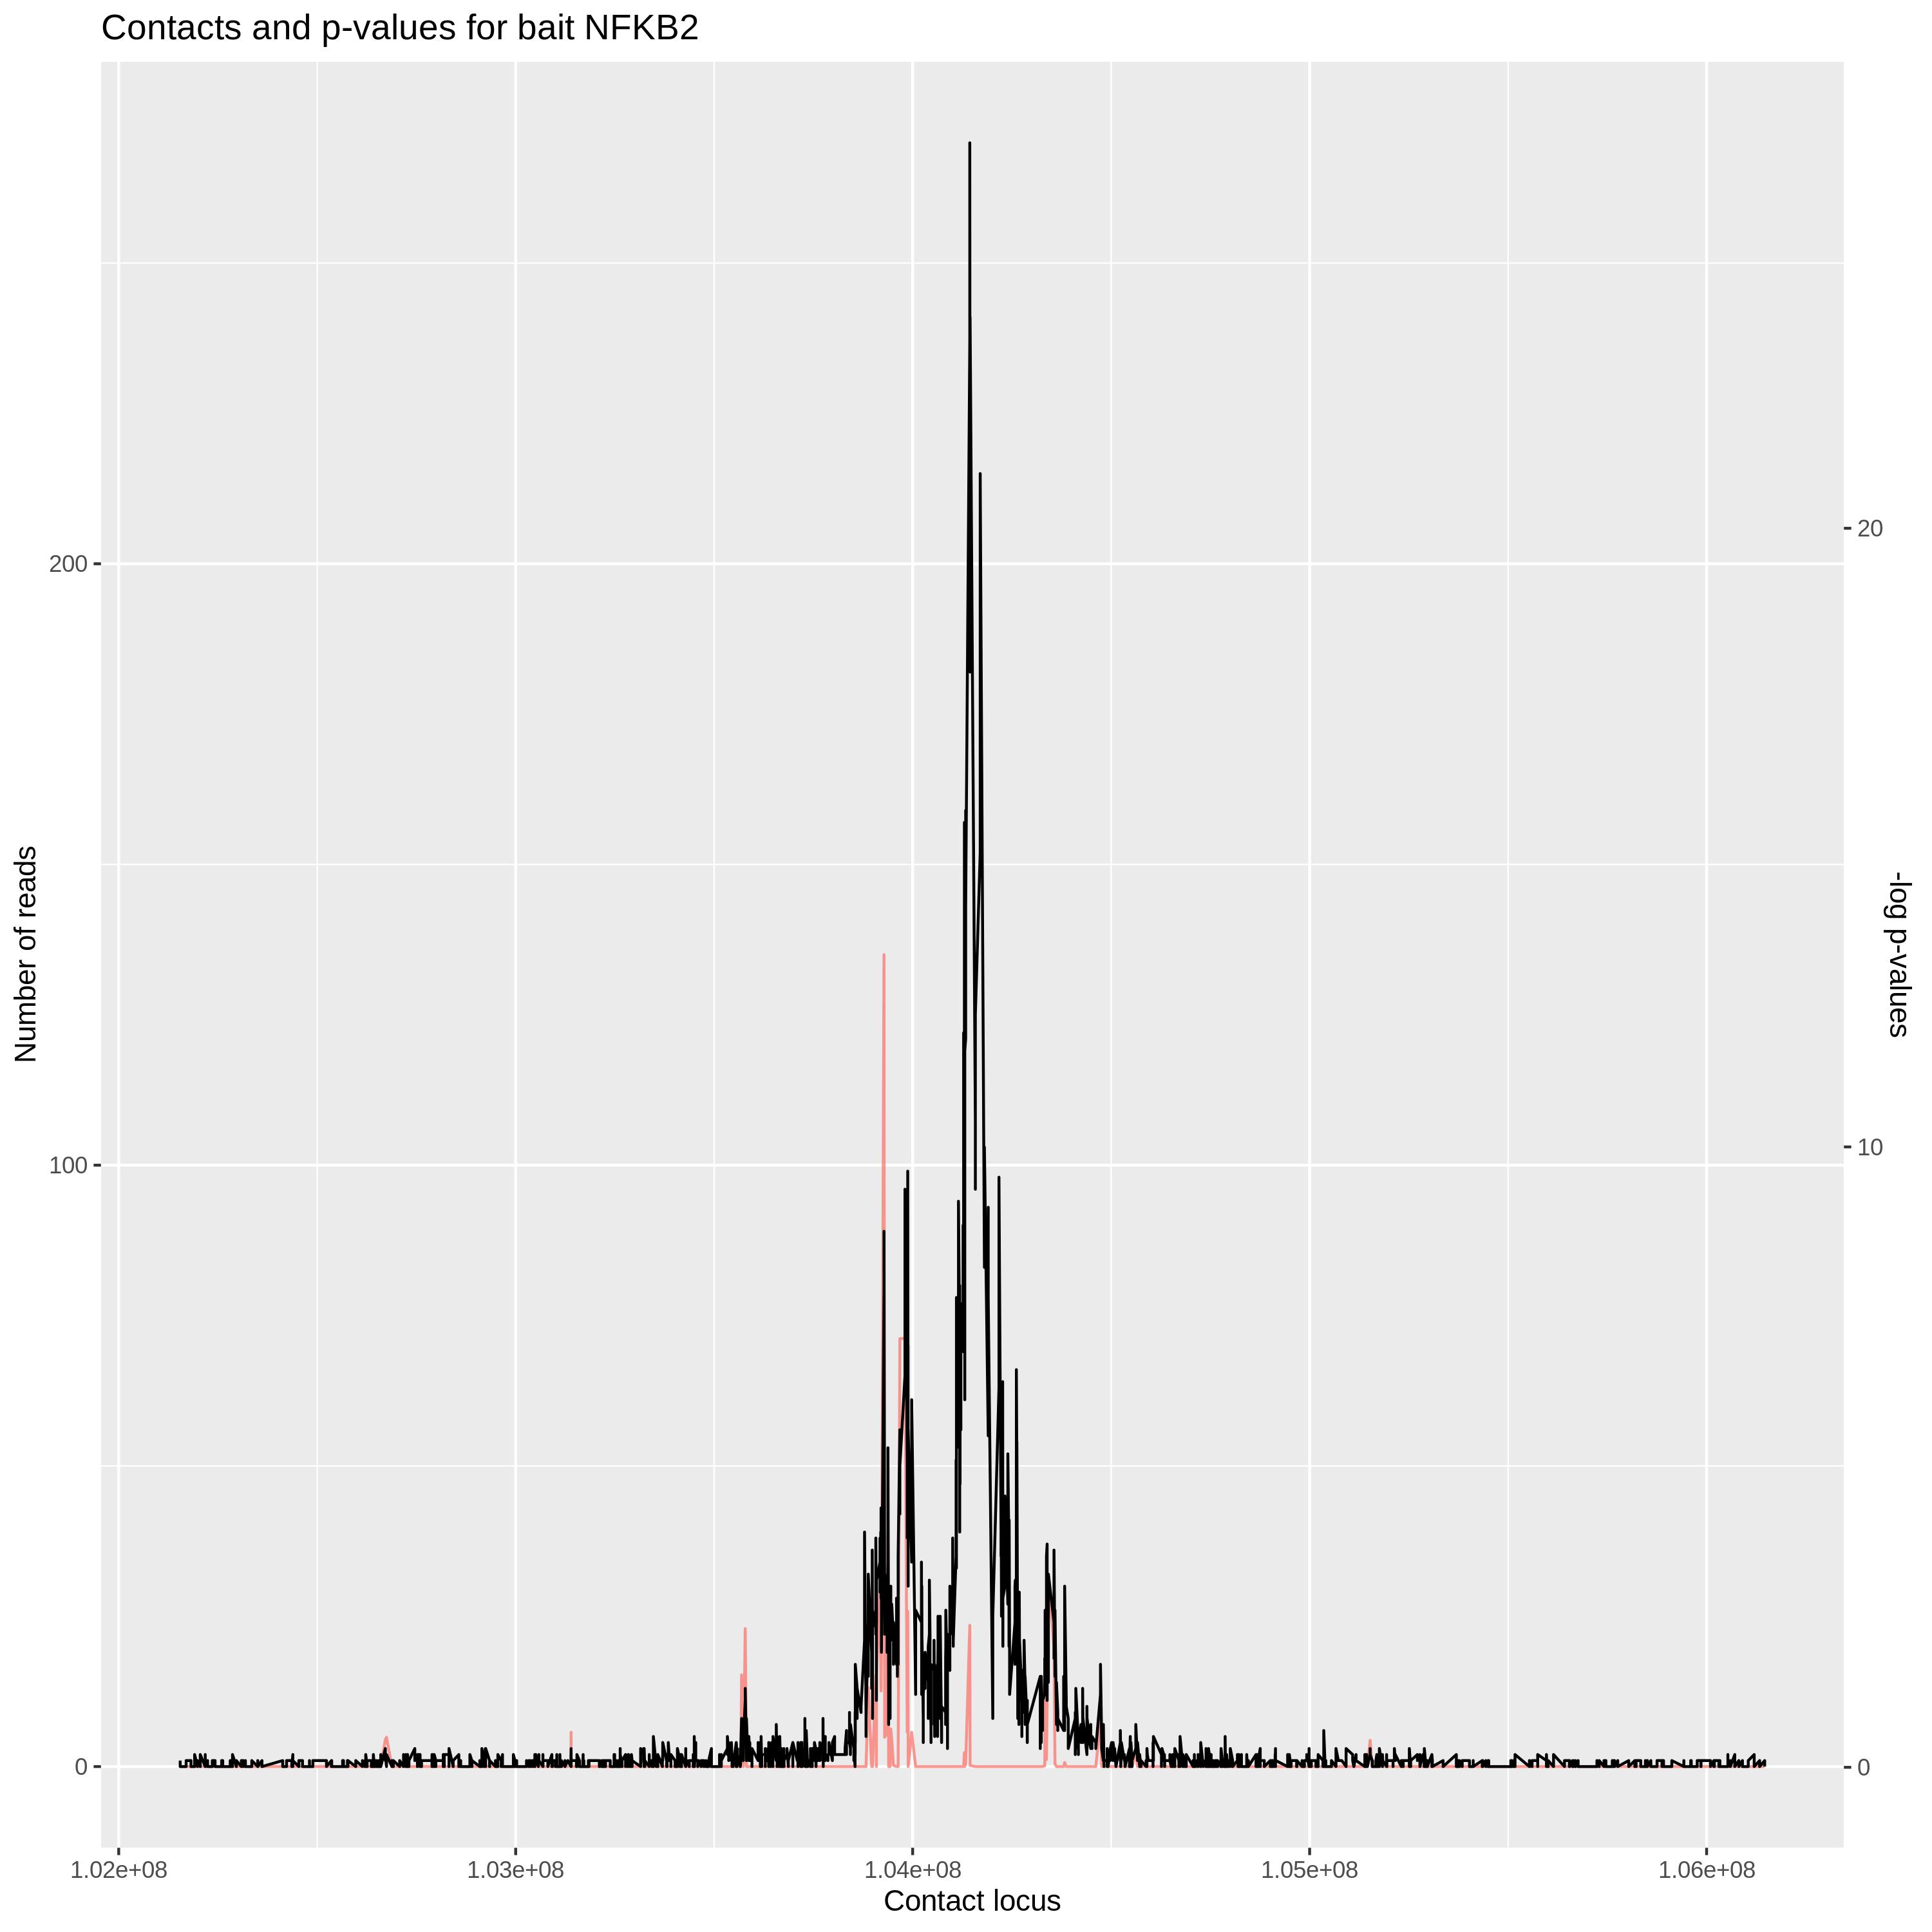 Contacts and p-values for bait NFKB2
200
100
0
Number of reads
20
10
0
-log p-values
1.02e+08
1.03e+08
1.04e+08
1.05e+08
1.06e+08
Contact locus